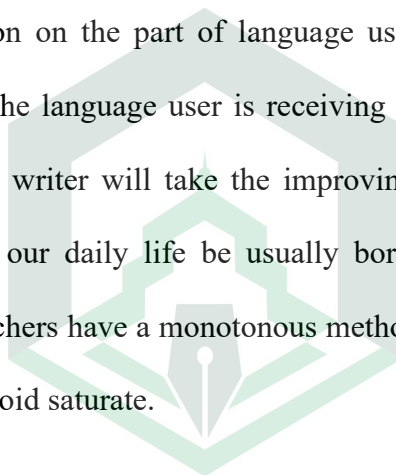 on on the part of language us
he language user is receiving
writer will take the improvin
our daily life be usually bor
chers have a monotonous metho
oid saturate.